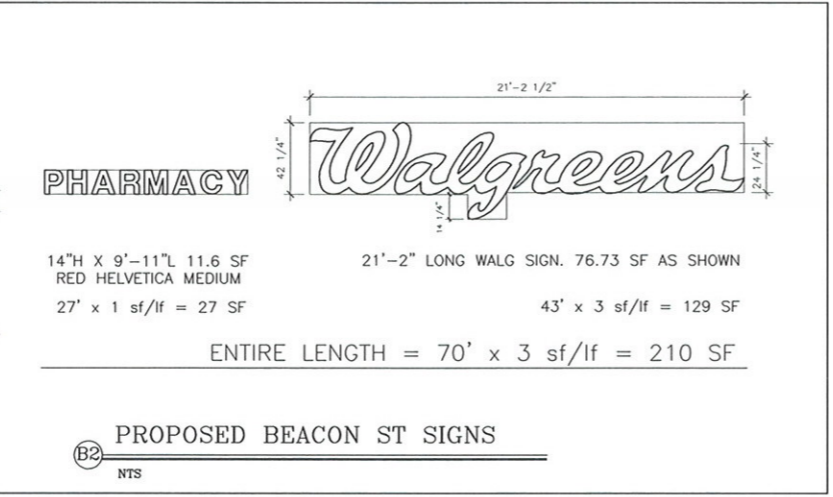 21'-2 1/2"
42 1/4"
Walgreens
24 1/4"
14 1/4"
PHARMACY
14"H X 9'-11"L 11.6 SF
RED HELVETICA MEDIUM
27' x 1 sf/lf = 27 SF
21'-2" LONG WALG SIGN. 76.73 SF AS SHOWN
43' x 3 sf/lf = 129 SF
ENTIRE LENGTH = 70' x 3 sf/lf = 210 SF
B2
PROPOSED BEACON ST SIGNS
NTS